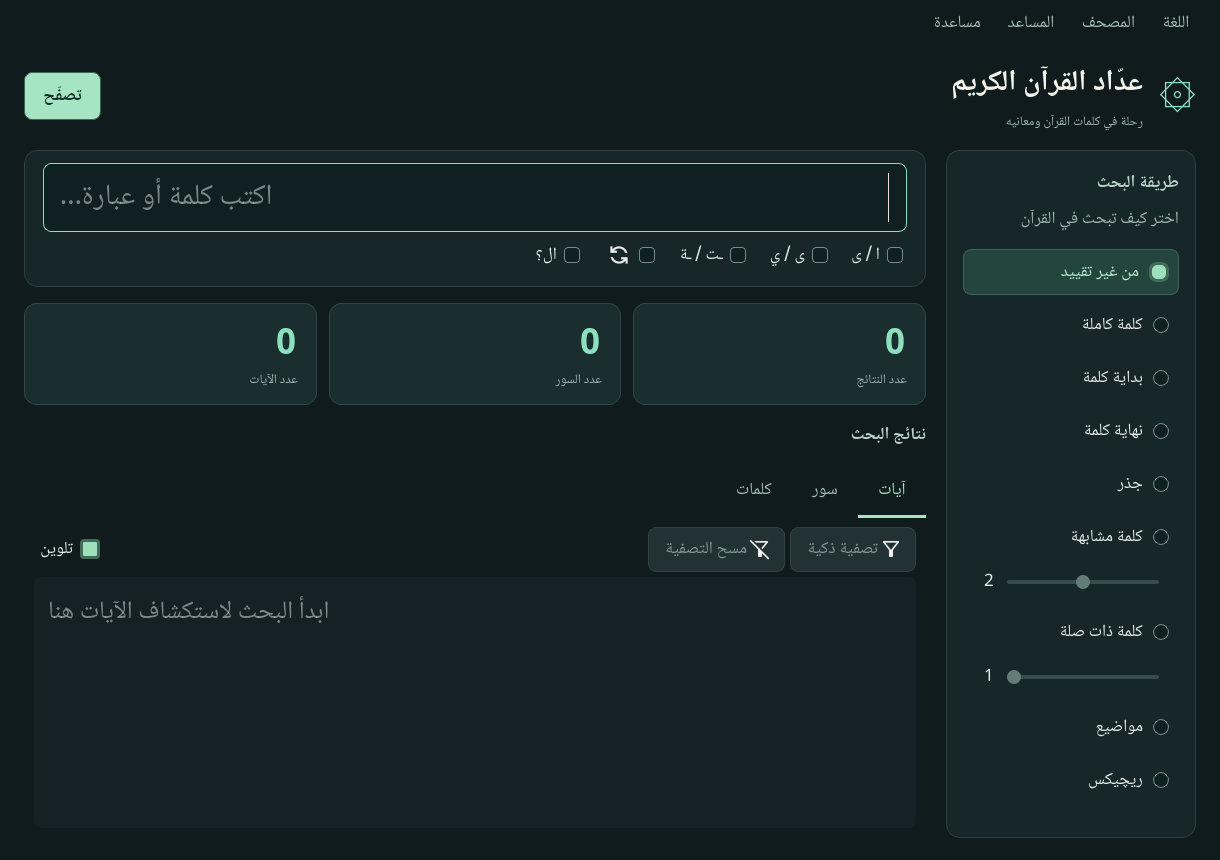 اللغة المصحف المساعد مساعدة
عدّاد القرآن الكريم
رحلة في كلمات القرآن ومعانيه
تصفّح
طريقة البحث
اختر كيف تبحث في القرآن
من غير تقييد
كلمة كاملة
بداية كلمة
نهاية كلمة
جذر
كلمة مشابهة
2
كلمة ذات صلة
1
مواضيع
ريچيكس
اكتب كلمة أو عبارة...
ا / ى ى / ي ـت / ـة ال؟
0 0 0
عدد النتائج عدد السور عدد الآيات
نتائج البحث
آيات سور كلمات
تصفية ذكية مسح التصفية تلوين
ابدأ البحث لاستكشاف الآيات هنا